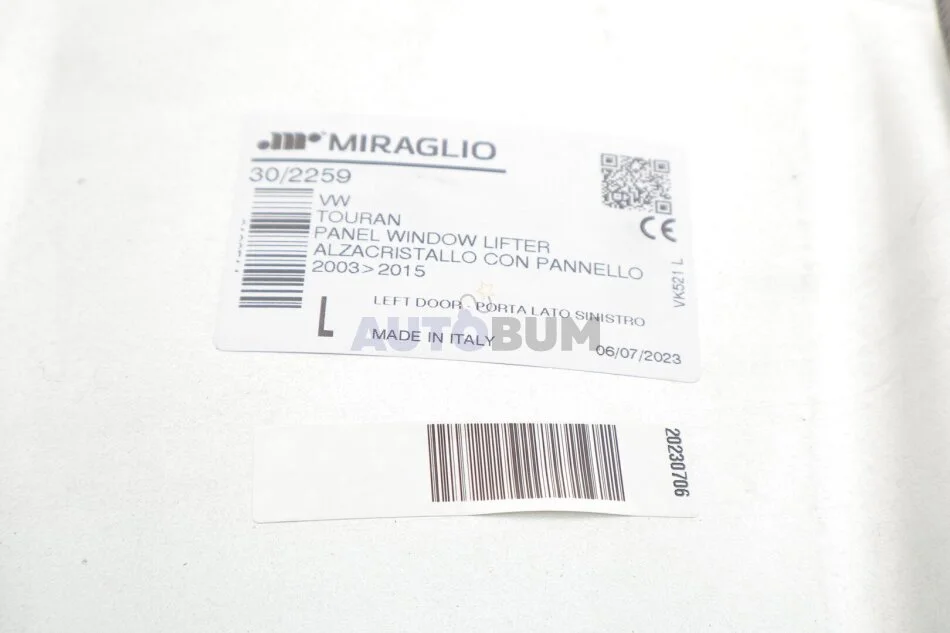 MIRAGLIO
30/2259
VW
TOURAN
PANEL WINDOW LIFTER
ALZACRISTALLO CON PANNELLO
2003>2015
CE
VK521 L
L
LEFT DOOR - PORTA LATO SINISTRO
MADE IN ITALY
AUTOBUM
06/07/2023
20230706